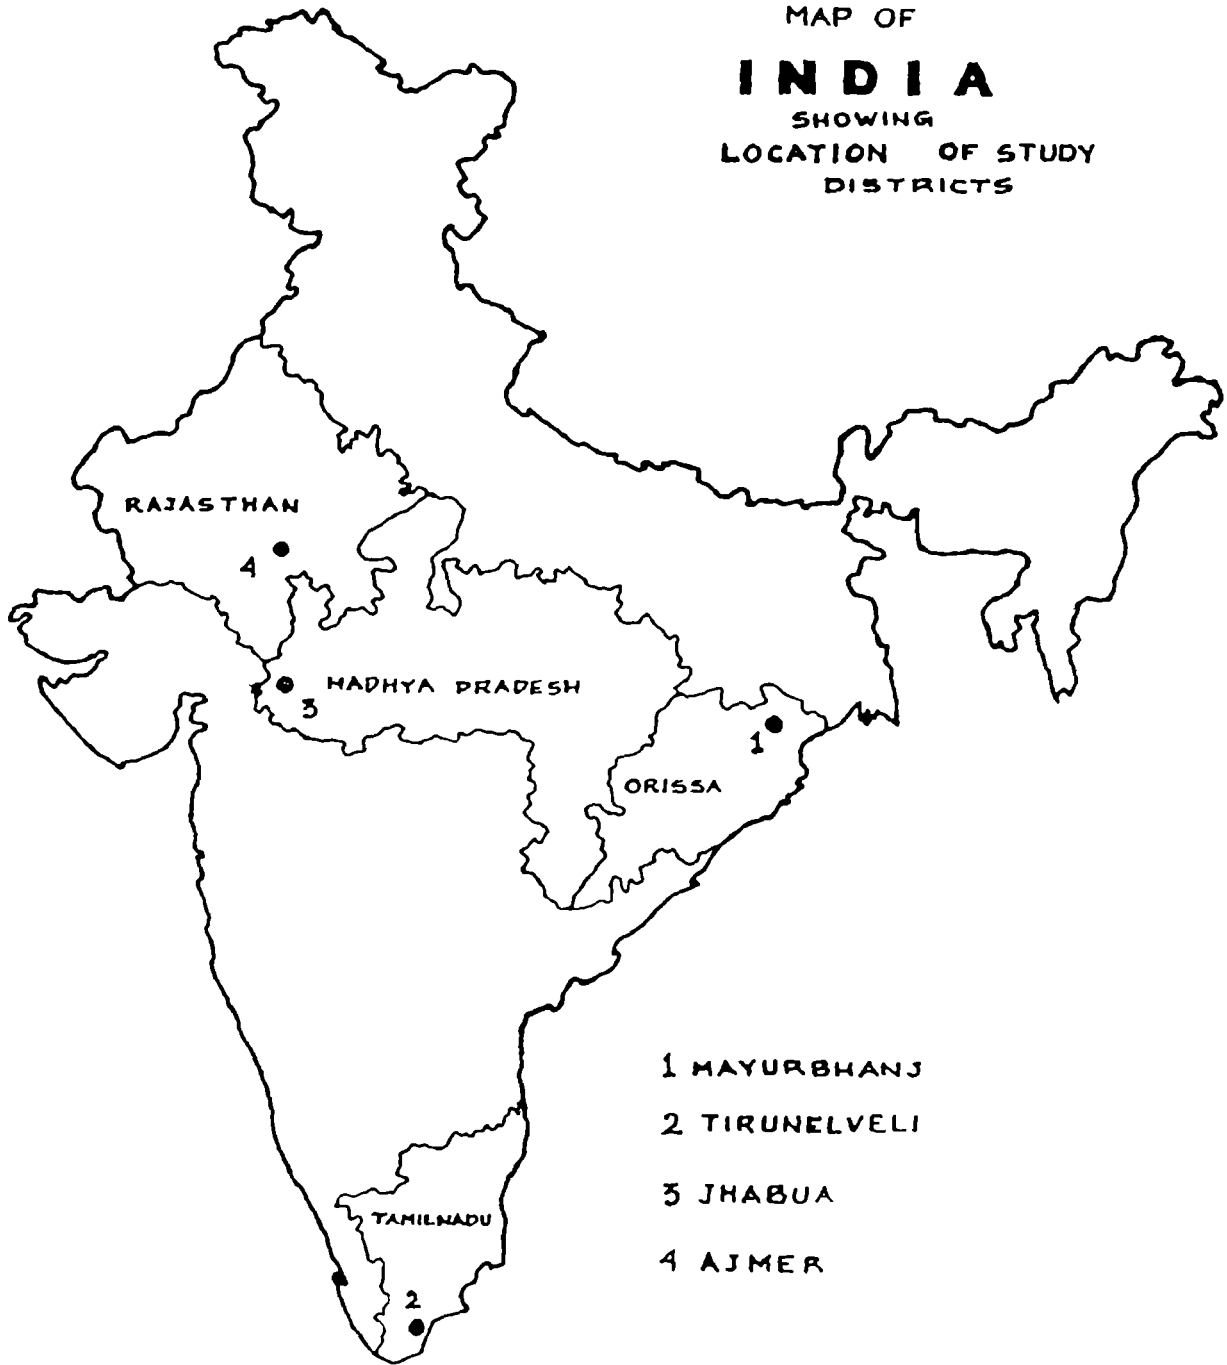 MAP OF
INDIA
SHOWING
LOCATION OF STUDY
DISTRICTS
RAJASTHAN
4
MADHYA PRADESH
3
1
ORISSA
1 MAYURBHANJ
2 TIRUNELVELI
3 JHABUA
TAMILNADU
4 AJMER
2